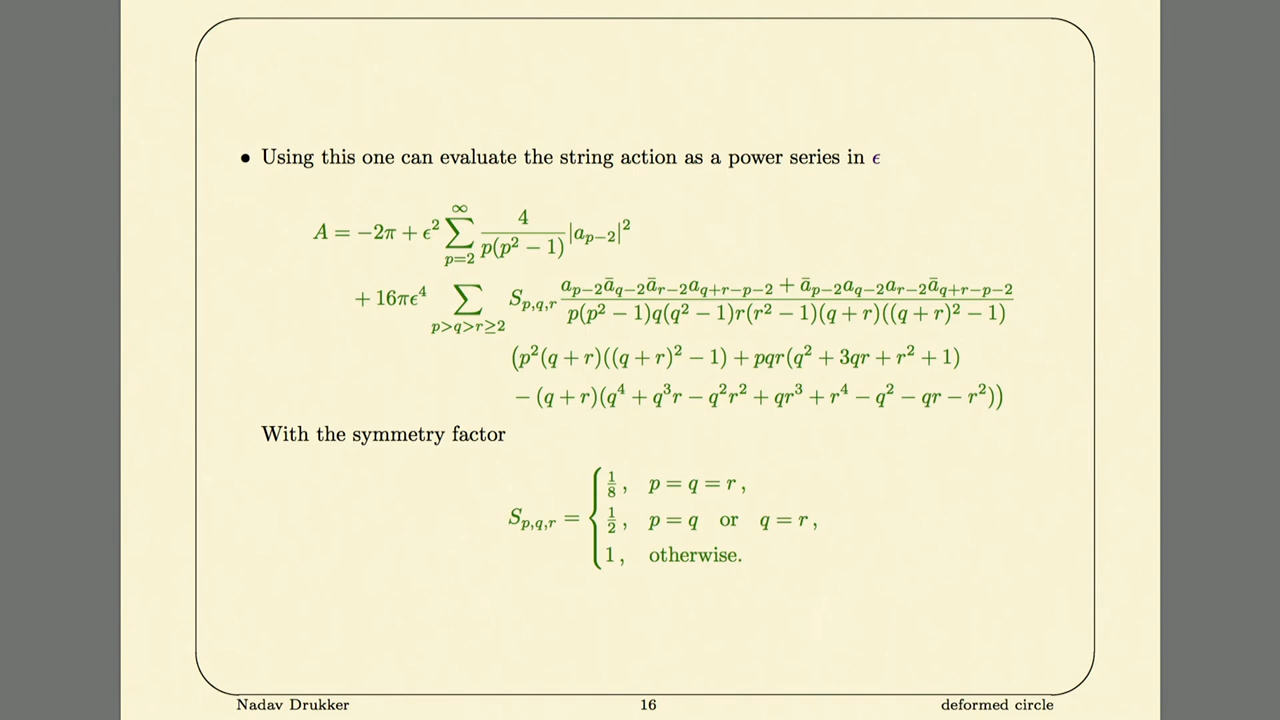 • Using this one can evaluate the string action as a power series in ϵ
A = −2π + ϵ² ∑_{p=2}^{∞} 4/(p(p² − 1)) |a_{p−2}|²
+ 16πϵ⁴ ∑_{p>q>r≥2} S_{p,q,r} (a_{p−2}ā_{q−2}ā_{r−2}a_{q+r−p−2} + ā_{p−2}a_{q−2}a_{r−2}ā_{q+r−p−2})/(p(p² − 1)q(q² − 1)r(r² − 1)(q + r)((q + r)² − 1))
(p²(q + r)((q + r)² − 1) + pqr(q² + 3qr + r² + 1)
− (q + r)(q⁴ + q³r − q²r² + qr³ + r⁴ − q² − qr − r²))
With the symmetry factor
S_{p,q,r} = { 1/8 , p = q = r ,
1/2 , p = q or q = r ,
1 , otherwise.
Nadav Drukker 16 deformed circle